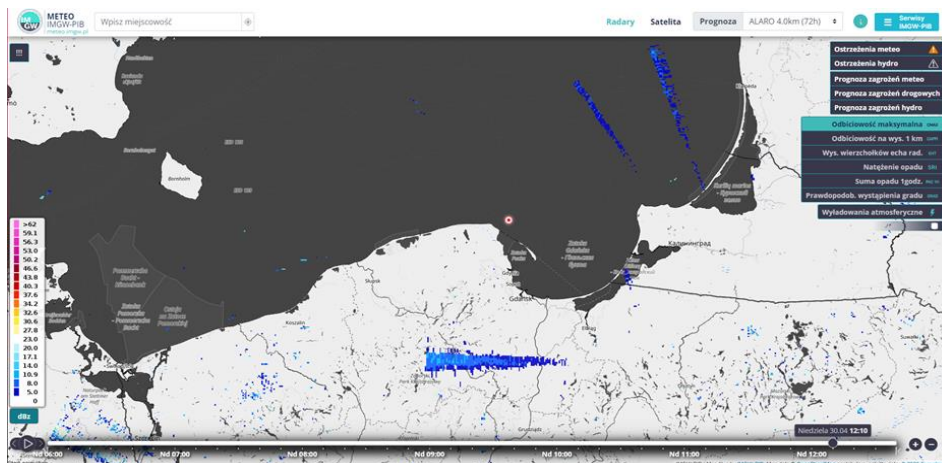 METEO
IMGW-PIB
meteo.imgw.pl
Wpisz miejscowość
Radary
Satelita
Prognoza
ALARO 4.0km (72h)
Serwisy
IMGW-PIB
Ostrzeżenia meteo
Ostrzeżenia hydro
Prognoza zagrożeń meteo
Prognoza zagrożeń drogowych
Prognoza zagrożeń hydro
Odbiciowość maksymalna
Odbiciowość na wys. 1 km
Wys. wierzchołków echa rad.
Natężenie opadu
Suma opadu 1godz.
Prawdopodob. wystąpienia gradu
Wyładowania atmosferyczne
Bornholm
Калининград
Zatoka
Gdańska
Słupsk
Gdynia
Gdańsk
Koszalin
Elbląg
Grudziądz
>62
59.1
56.3
53.0
50.2
46.6
43.8
40.3
37.6
34.2
32.6
30.6
27.8
23.0
20.0
17.1
14.0
10.9
8.0
5.0
0
dBz
Niedziela 30.04 12:10
Nd 06:00
Nd 07:00
Nd 08:00
Nd 09:00
Nd 10:00
Nd 11:00
Nd 12:00